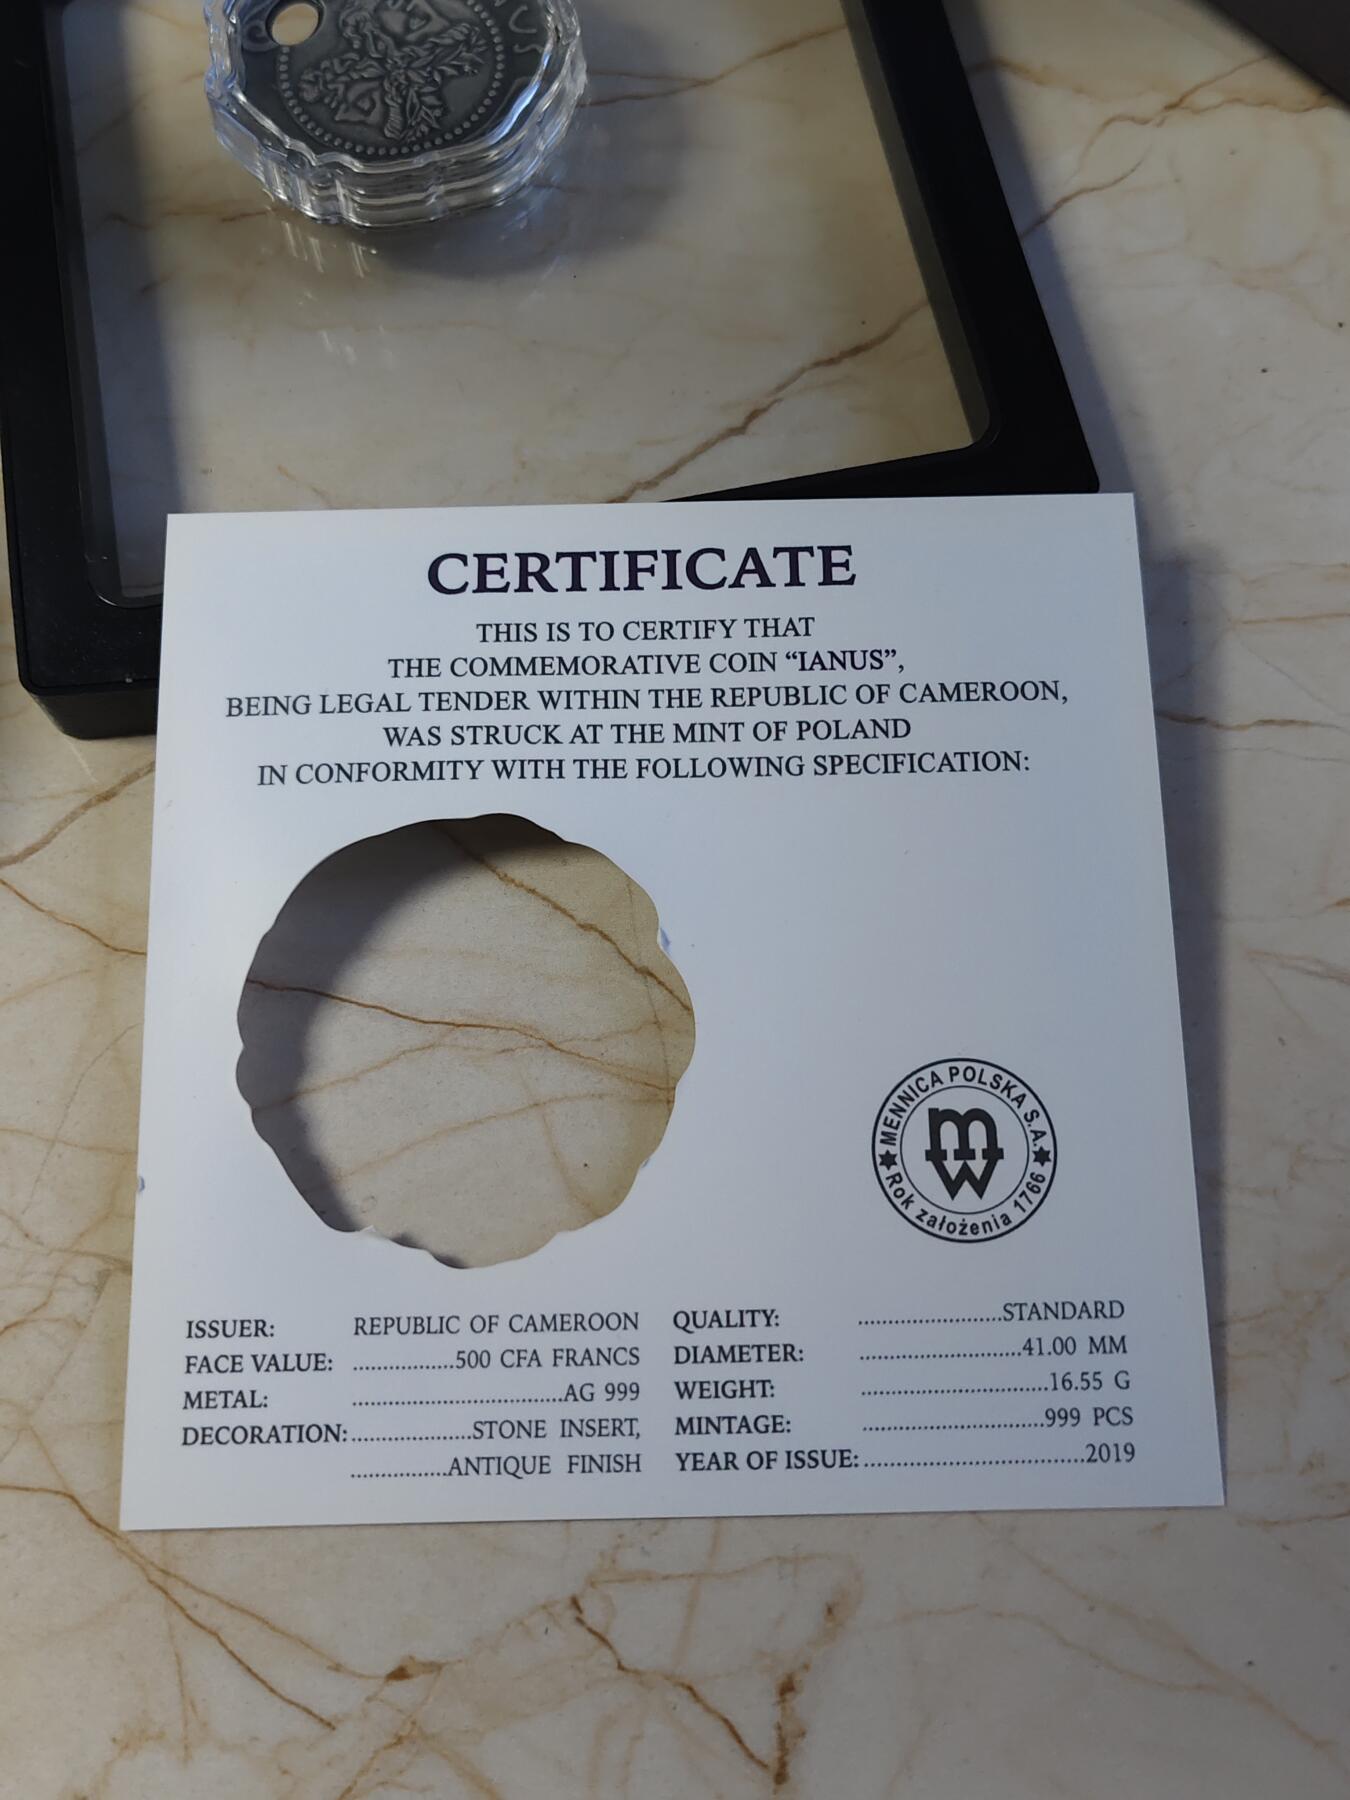 NUS
CERTIFICATE
THIS IS TO CERTIFY THAT
THE COMMEMORATIVE COIN “IANUS”,
BEING LEGAL TENDER WITHIN THE REPUBLIC OF CAMEROON,
WAS STRUCK AT THE MINT OF POLAND
IN CONFORMITY WITH THE FOLLOWING SPECIFICATION:
MENNICA POLSKA S.A.
mw
Rok założenia 1766
ISSUER: REPUBLIC OF CAMEROON
FACE VALUE: ..................500 CFA FRANCS
METAL: .....................................AG 999
DECORATION:.....................STONE INSERT,
.................ANTIQUE FINISH
QUALITY: .........................STANDARD
DIAMETER: ............................41.00 MM
WEIGHT: .................................16.55 G
MINTAGE: ................................999 PCS
YEAR OF ISSUE:.......................................2019